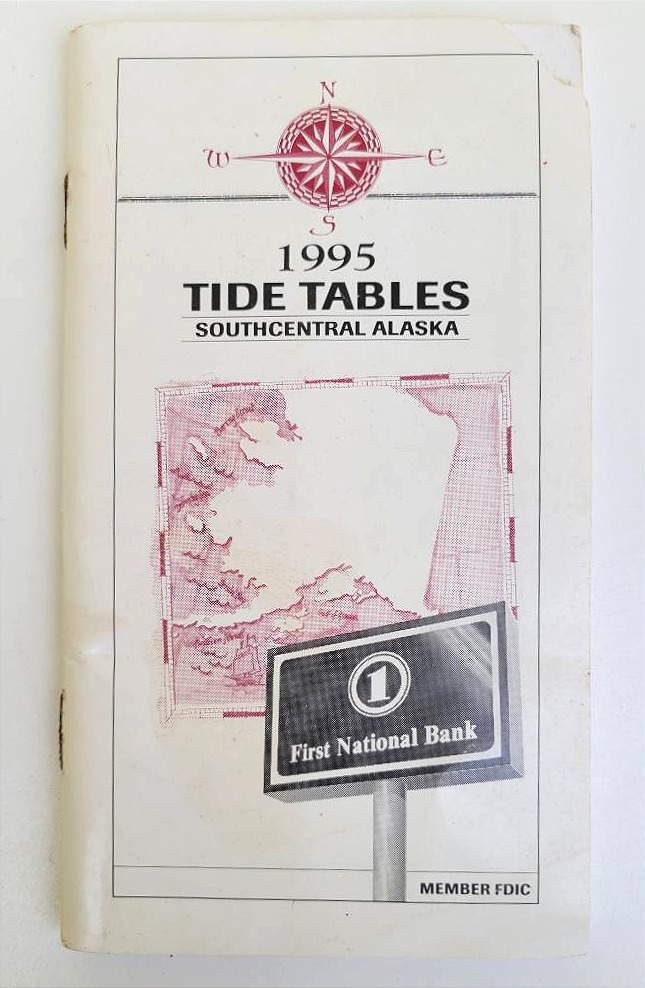 N
W E
S
1995
TIDE TABLES
SOUTHCENTRAL ALASKA
1
First National Bank
MEMBER FDIC